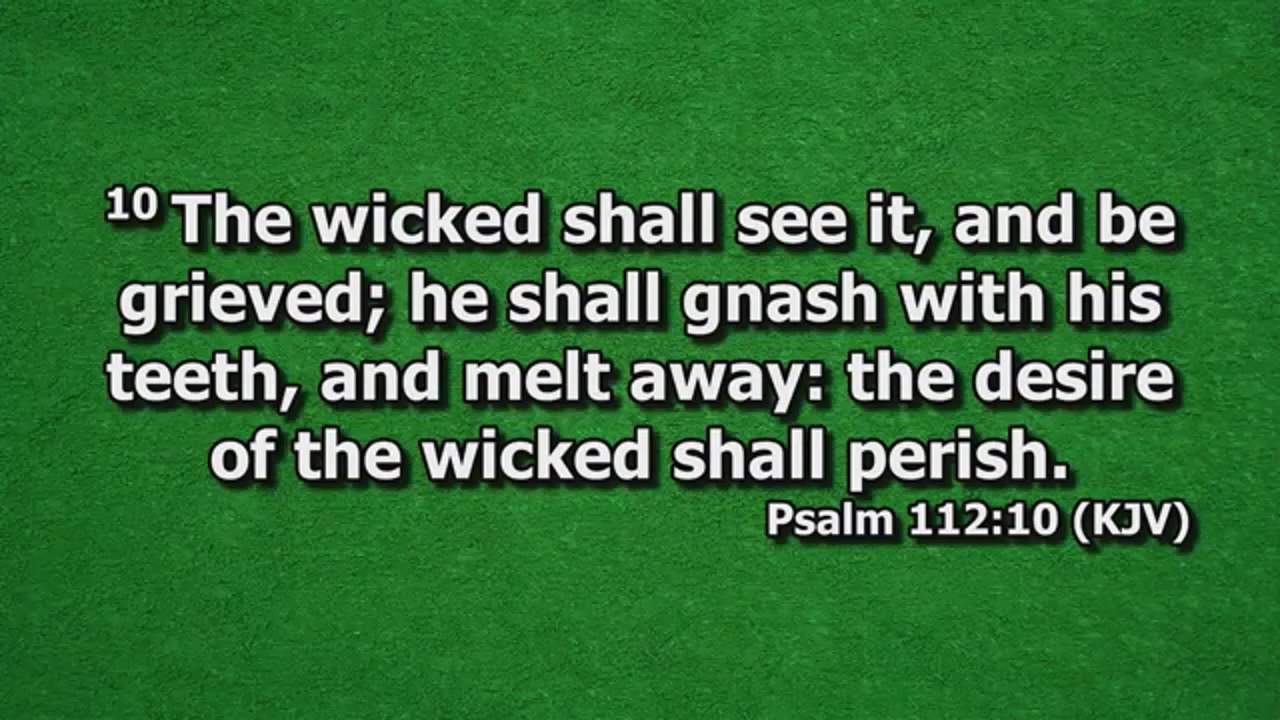 10 The wicked shall see it, and be
grieved; he shall gnash with his
teeth, and melt away: the desire
of the wicked shall perish.
Psalm 112:10 (KJV)